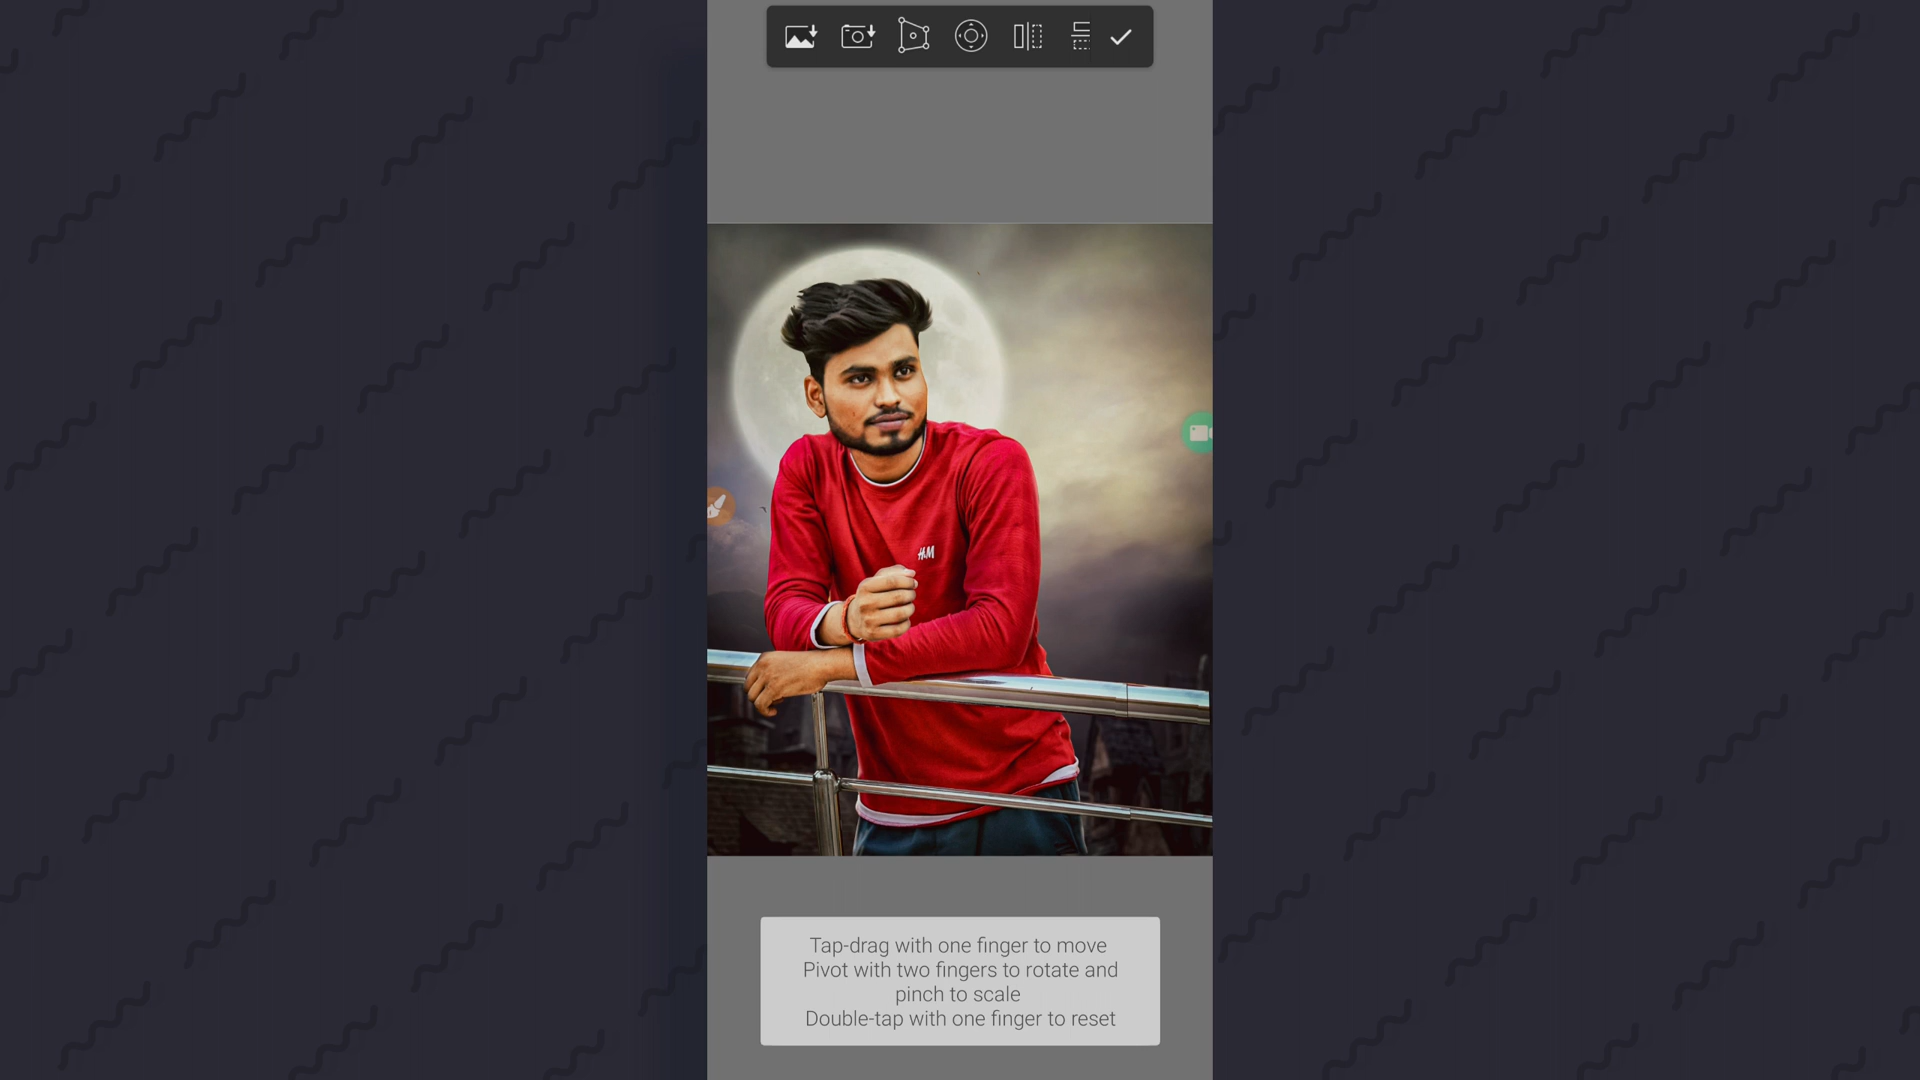 H&M
Tap-drag with one finger to move
Pivot with two fingers to rotate and
pinch to scale
Double-tap with one finger to reset